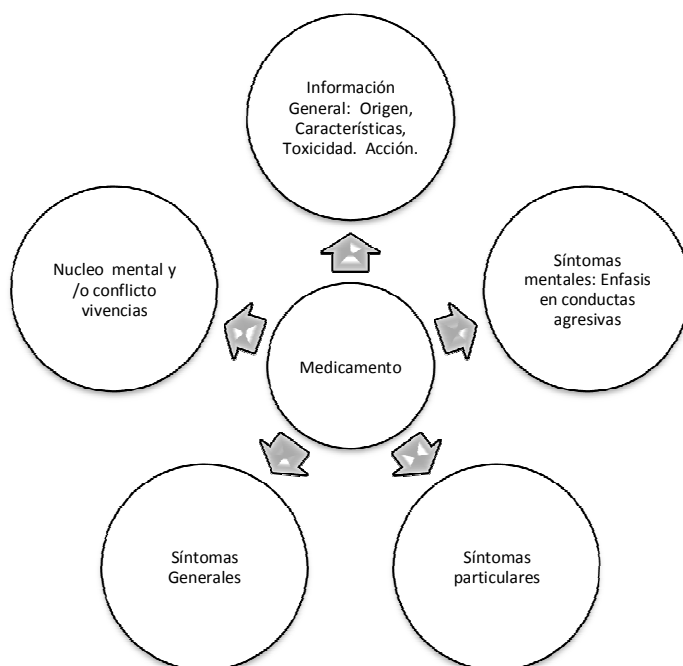 Información
General: Origen,
Características,
Toxicidad. Acción.
Nucleo mental y
/o conflicto
vivencias
Síntomas
mentales: Enfasis
en conductas
agresivas
Medicamento
Síntomas
Generales
Síntomas
particulares